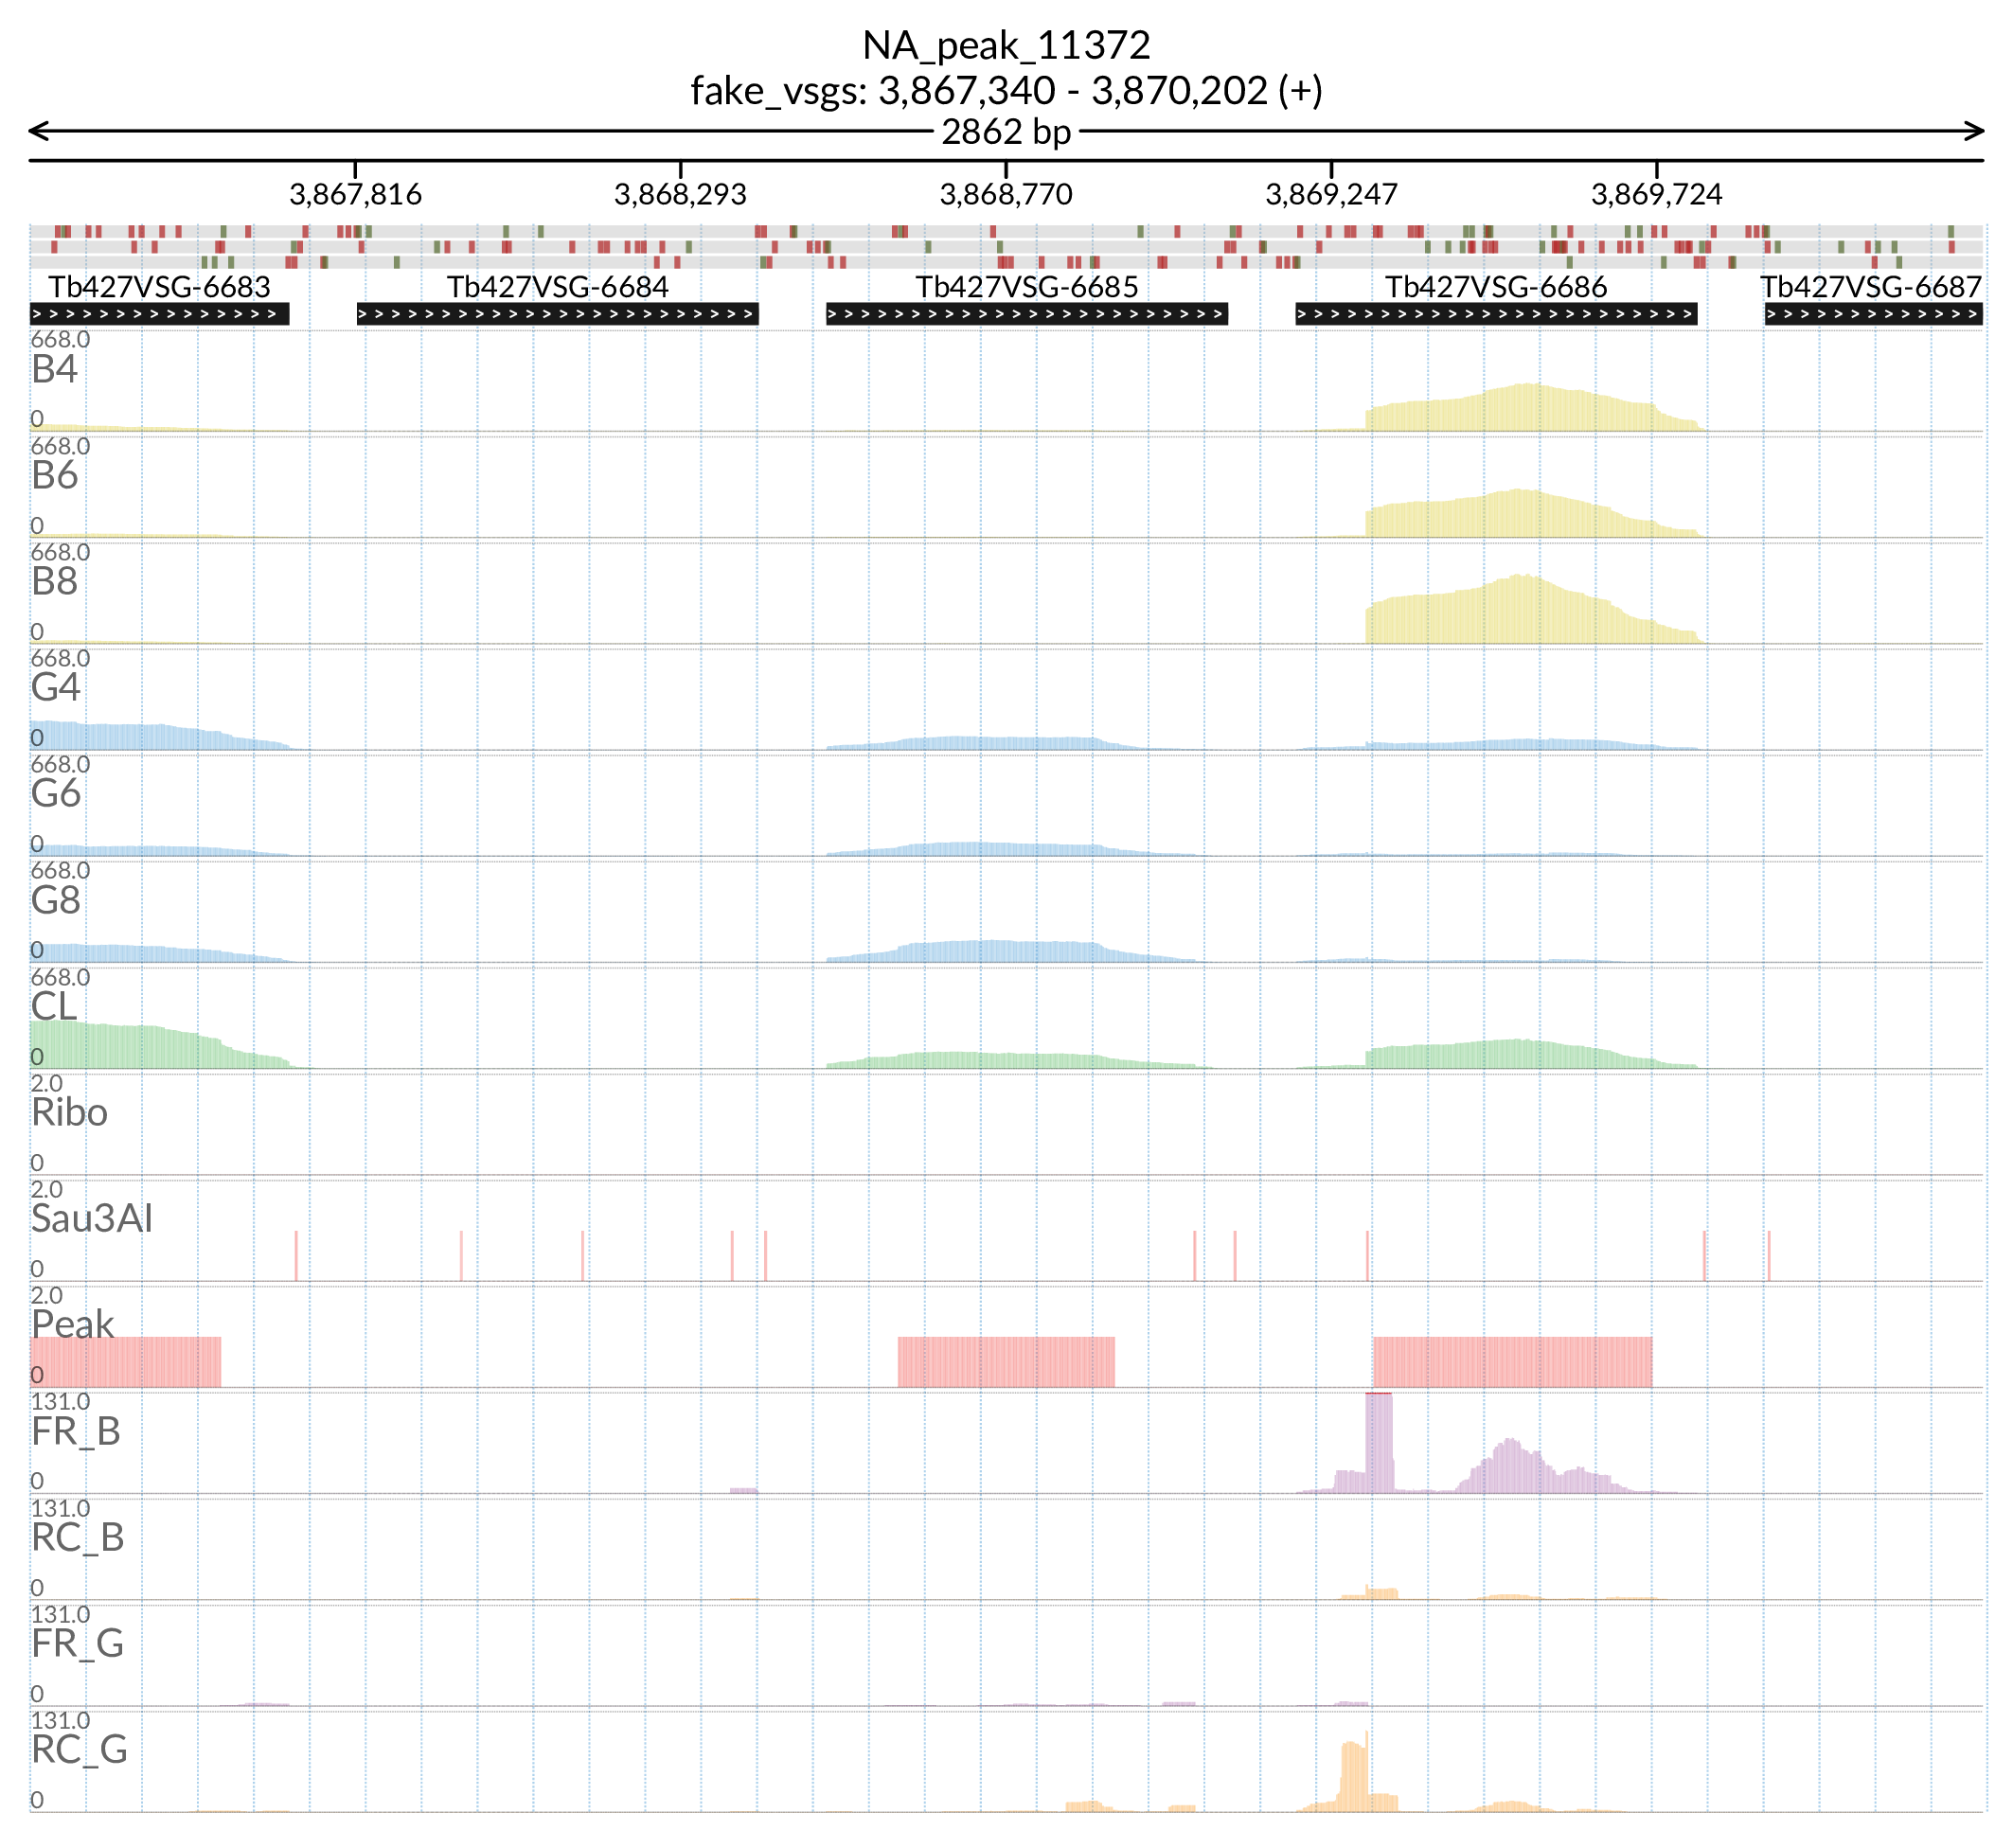 NA_peak_11372
fake_vsgs: 3,867,340 - 3,870,202 (+)
2862 bp
3,867,816 3,868,293 3,868,770 3,869,247 3,869,724
Tb427VSG-6683 Tb427VSG-6684 Tb427VSG-6685 Tb427VSG-6686 Tb427VSG-6687
668.0
B4
0
668.0
B6
0
668.0
B8
0
668.0
G4
0
668.0
G6
0
668.0
G8
0
668.0
CL
0
2.0
Ribo
0
2.0
Sau3AI
0
2.0
Peak
0
131.0
FR_B
0
131.0
RC_B
0
131.0
FR_G
0
131.0
RC_G
0